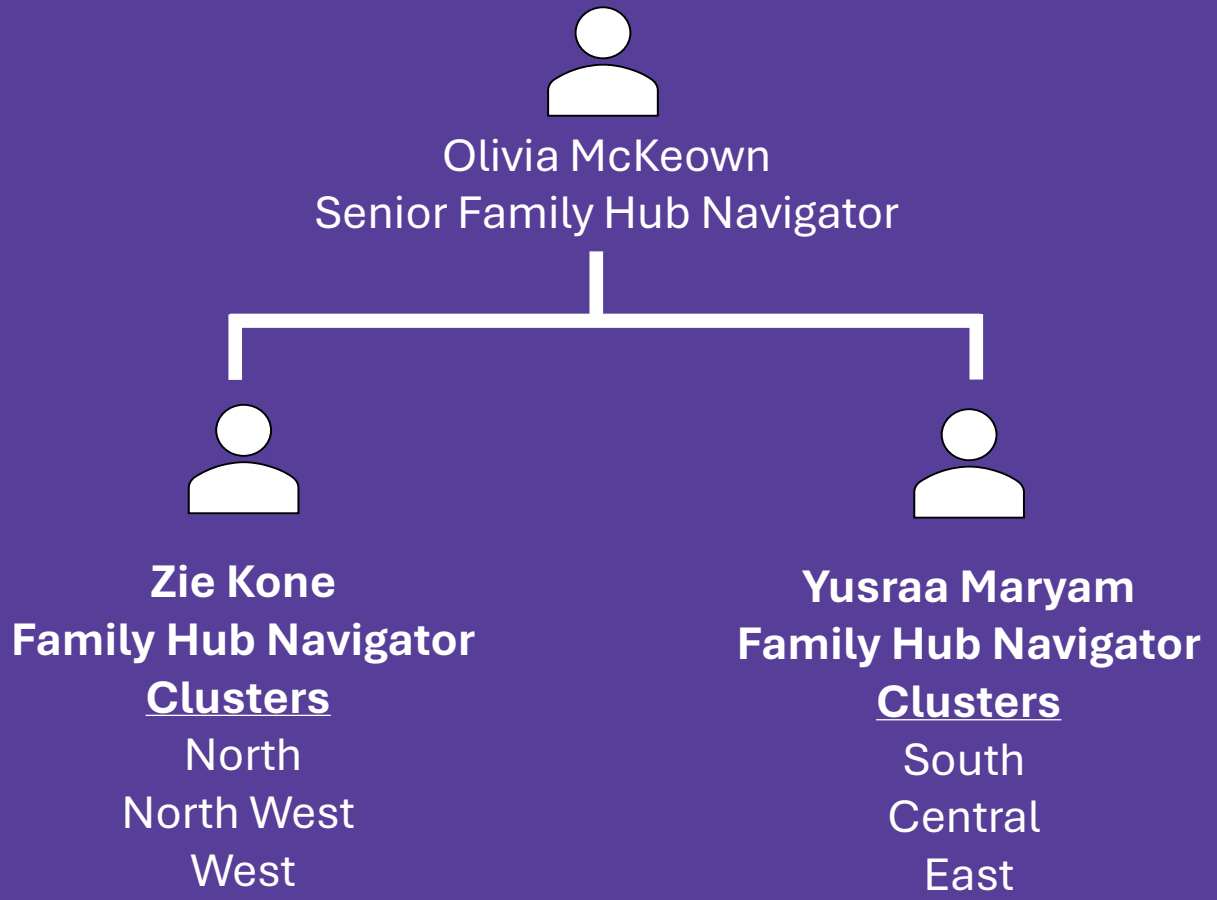 Olivia McKeown
Senior Family Hub Navigator
Zie Kone
Family Hub Navigator
Clusters
North
North West
West
Yusraa Maryam
Family Hub Navigator
Clusters
South
Central
East